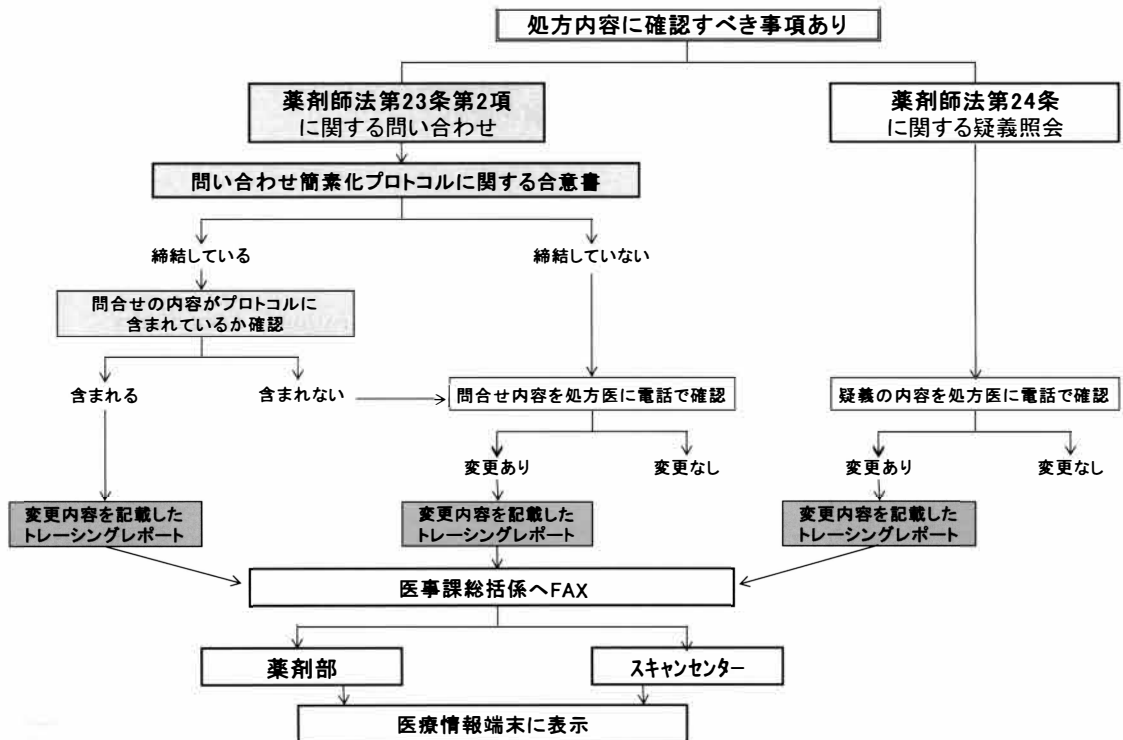 処方内容に確認すべき事項あり
薬剤師法第23条第2項
に関する問い合わせ
薬剤師法第24条
に関する疑義照会
問い合わせ簡素化プロトコルに関する合意書
締結している
締結していない
問合せの内容がプロトコルに
含まれているか確認
含まれる
含まれない
問合せ内容を処方医に電話で確認
疑義の内容を処方医に電話で確認
変更あり
変更なし
変更あり
変更なし
変更内容を記載した
トレーシングレポート
変更内容を記載した
トレーシングレポート
変更内容を記載した
トレーシングレポート
医事課総括係へFAX
薬剤部
スキャンセンター
医療情報端末に表示